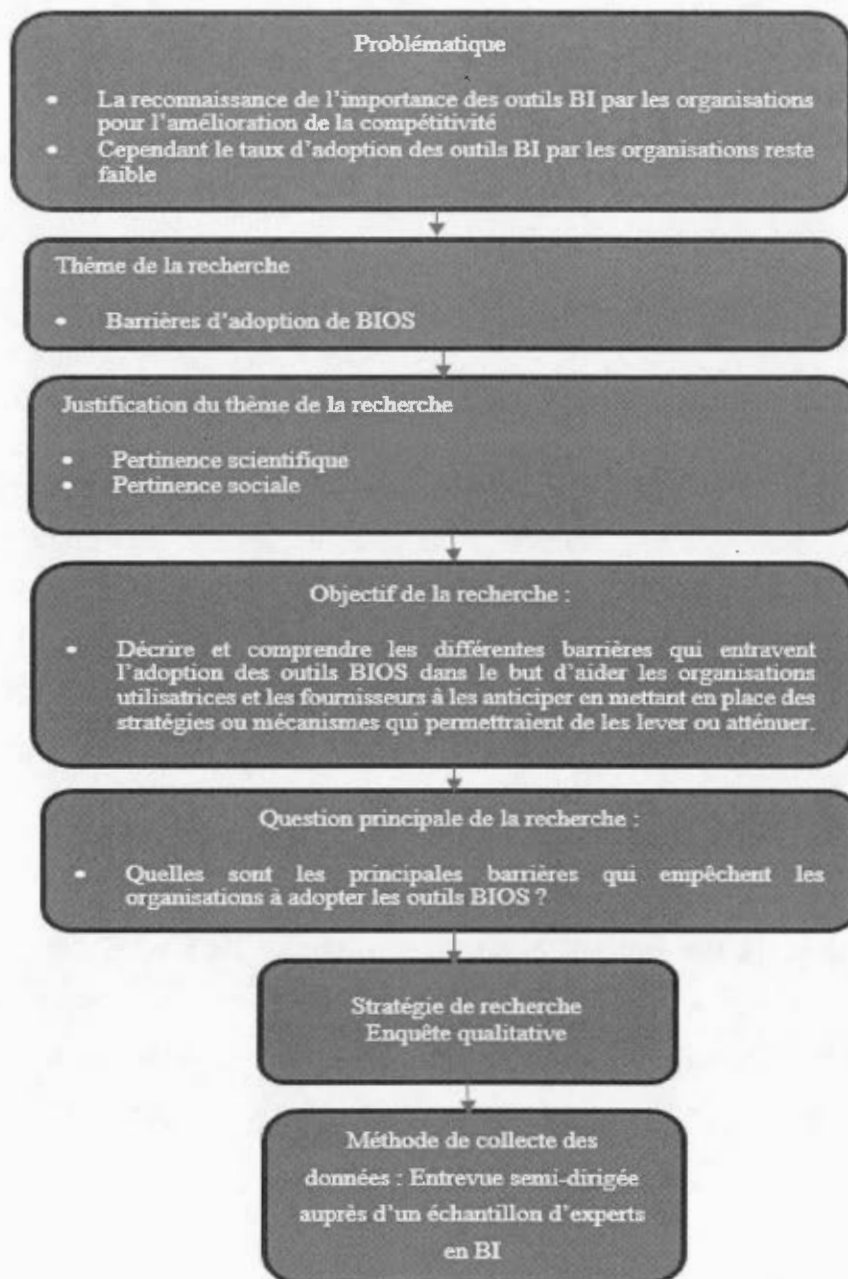 Problématique
• La reconnaissance de l'importance des outils BI par les organisations
pour l'amélioration de la compétitivité
• Cependant le taux d'adoption des outils BI par les organisations reste
faible
Thème de la recherche
• Barrières d'adoption de BIOS
Justification du thème de la recherche
• Pertinence scientifique
• Pertinence sociale
Objectif de la recherche :
• Décrire et comprendre les différentes barrières qui entravent
l'adoption des outils BIOS dans le but d'aider les organisations
utilisatrices et les fournisseurs à les anticiper en mettant en place des
stratégies ou mécanismes qui permettraient de les lever ou atténuer.
Question principale de la recherche :
• Quelles sont les principales barrières qui empêchent les
organisations à adopter les outils BIOS ?
Stratégie de recherche
Enquête qualitative
Méthode de collecte des
données : Entrevue semi-dirigée
auprès d'un échantillon d'experts
en BI